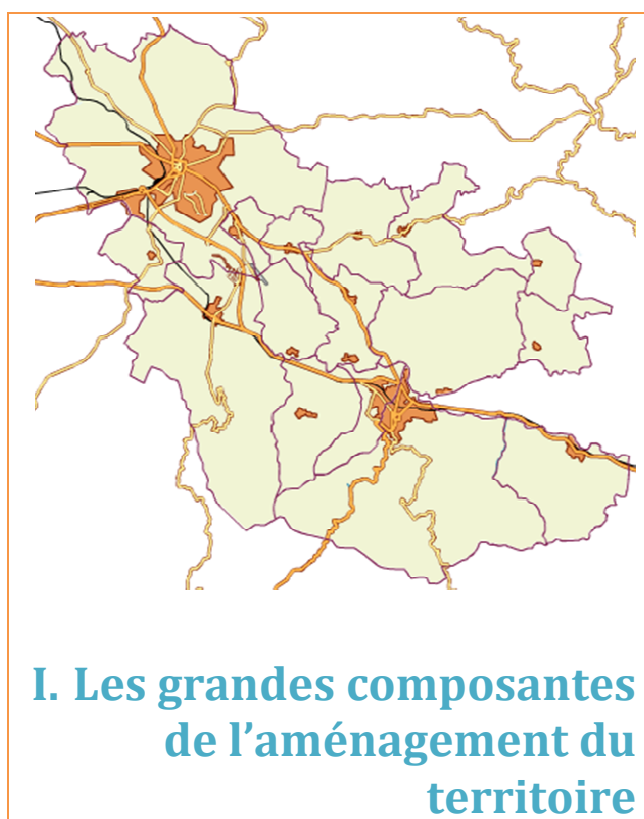 I. Les grandes composantes
de l’aménagement du
territoire